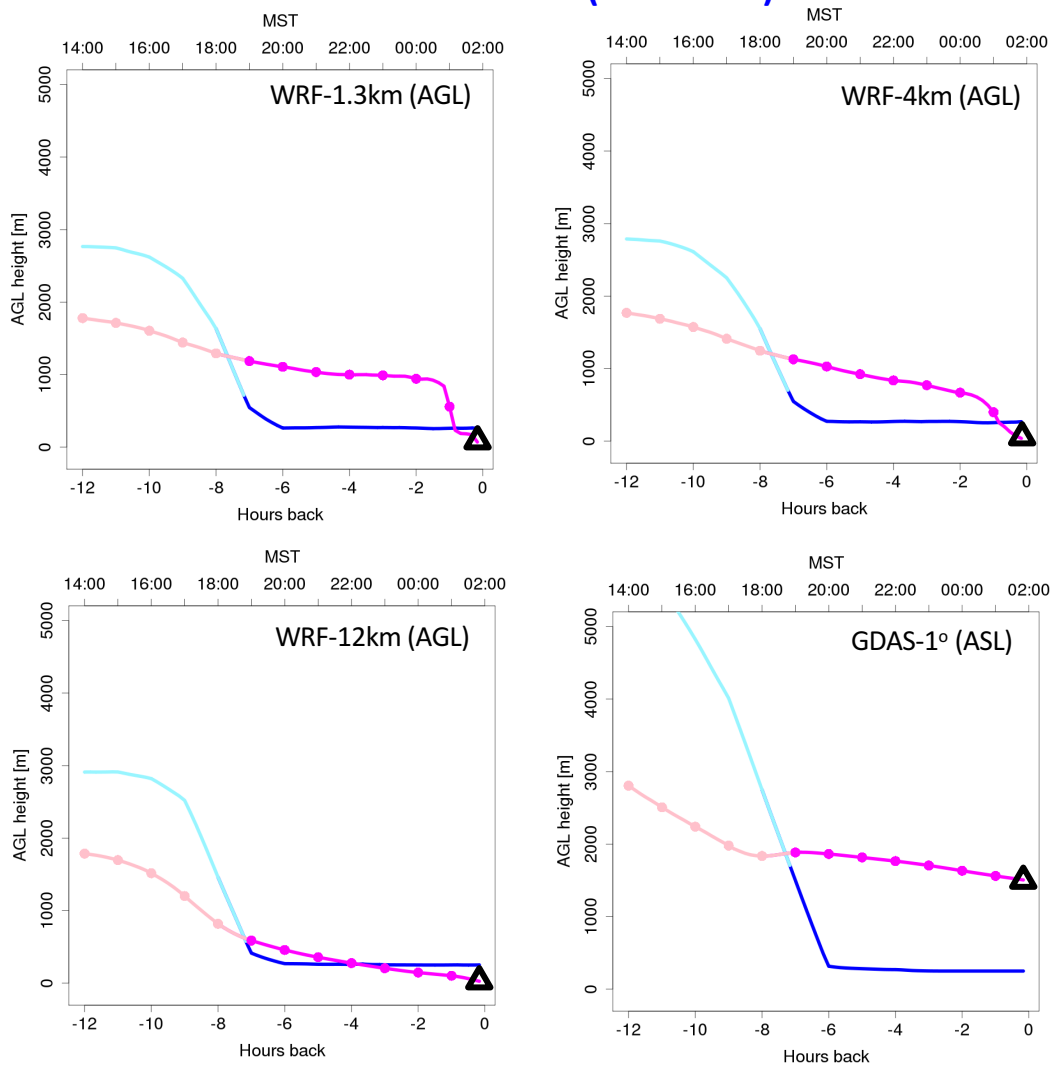 MST
14:00 16:00 18:00 20:00 22:00 00:00 02:00
WRF-1.3km (AGL)
AGL height [m]
0 1000 2000 3000 4000 5000
-12 -10 -8 -6 -4 -2 0
Hours back
MST
14:00 16:00 18:00 20:00 22:00 00:00 02:00
WRF-4km (AGL)
AGL height [m]
0 1000 2000 3000 4000 5000
-12 -10 -8 -6 -4 -2 0
Hours back
MST
14:00 16:00 18:00 20:00 22:00 00:00 02:00
WRF-12km (AGL)
AGL height [m]
0 1000 2000 3000 4000 5000
-12 -10 -8 -6 -4 -2 0
Hours back
MST
14:00 16:00 18:00 20:00 22:00 00:00 02:00
GDAS-1º (ASL)
AGL height [m]
0 1000 2000 3000 4000 5000
-12 -10 -8 -6 -4 -2 0
Hours back